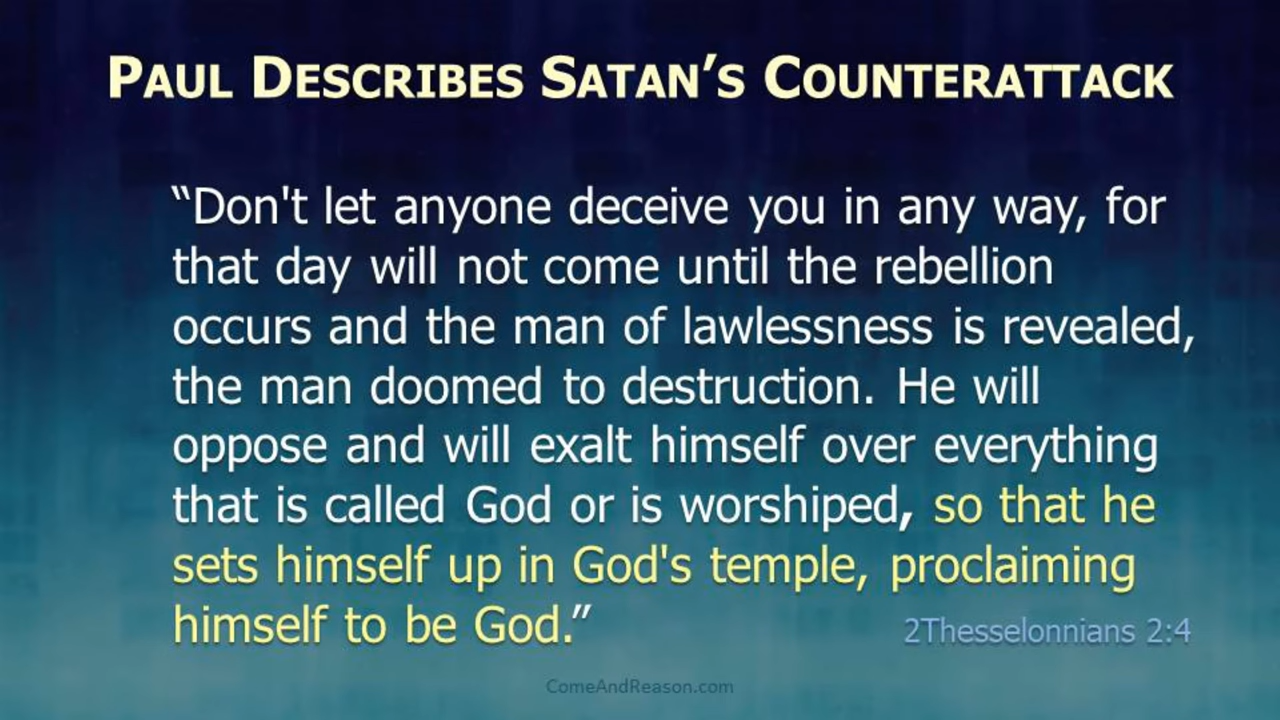 PAUL DESCRIBES SATAN’S COUNTERATTACK
“Don't let anyone deceive you in any way, for
that day will not come until the rebellion
occurs and the man of lawlessness is revealed,
the man doomed to destruction. He will
oppose and will exalt himself over everything
that is called God or is worshiped, so that he
sets himself up in God's temple, proclaiming
himself to be God.”
2Thesselonnians 2:4
ComeAndReason.com